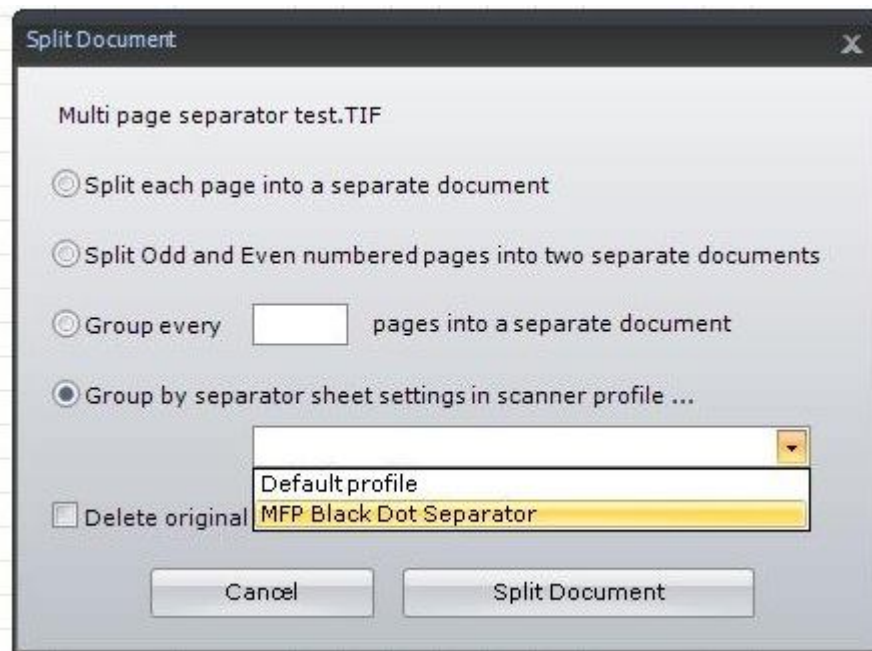 Split Document
Multi page separator test.TIF
Split each page into a separate document
Split Odd and Even numbered pages into two separate documents
Group every pages into a separate document
Group by separator sheet settings in scanner profile ...
Default profile
Delete original MFP Black Dot Separator
Cancel Split Document